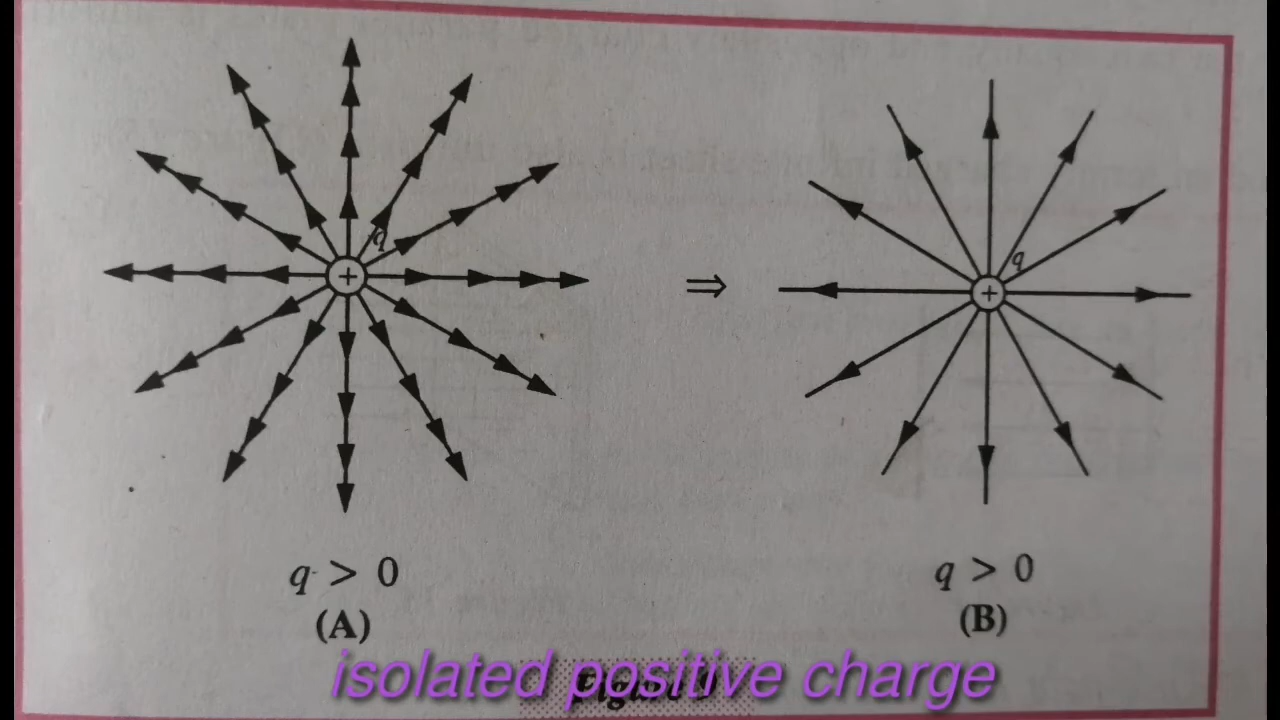 q
+
⇒
q
+
q > 0
q > 0
(A)
(B)
isolated positive charge